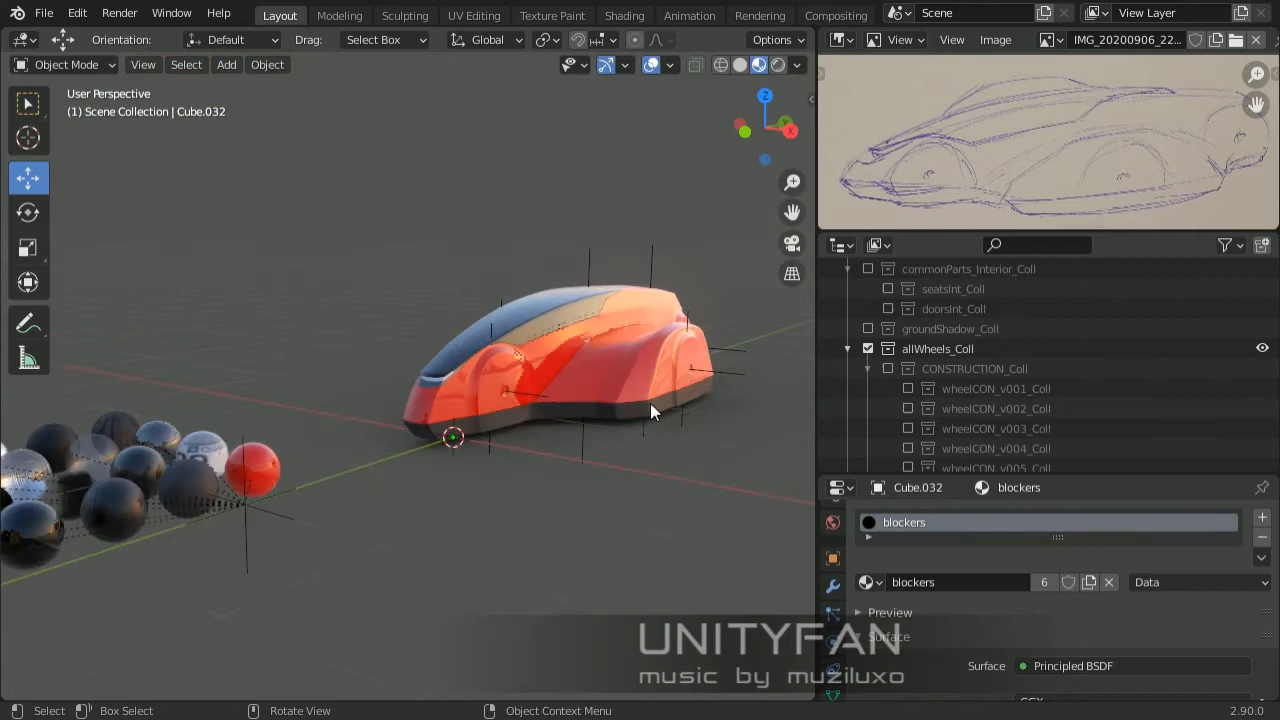 File Edit Render Window Help Layout Modeling Sculpting UV Editing Texture Paint Shading Animation Rendering Compositing Scene View Layer
Orientation: Default Drag: Select Box Global Options View View Image IMG_20200906_22...
Object Mode View Select Add Object
User Perspective
(1) Scene Collection | Cube.032
Z
Y
X
commonParts_Interior_Coll
seatsInt_Coll
doorsInt_Coll
groundShadow_Coll
allWheels_Coll
CONSTRUCTION_Coll
wheelCON_v001_Coll
wheelCON_v002_Coll
wheelCON_v003_Coll
wheelCON_v004_Coll
wheelCON_v005_Coll
Cube.032 blockers
blockers
blockers 6 Data
Preview
Surface
Surface Principled BSDF
GGX
UNITYFAN
music by muziluxo
Select Box Select Rotate View Object Context Menu 2.90.0